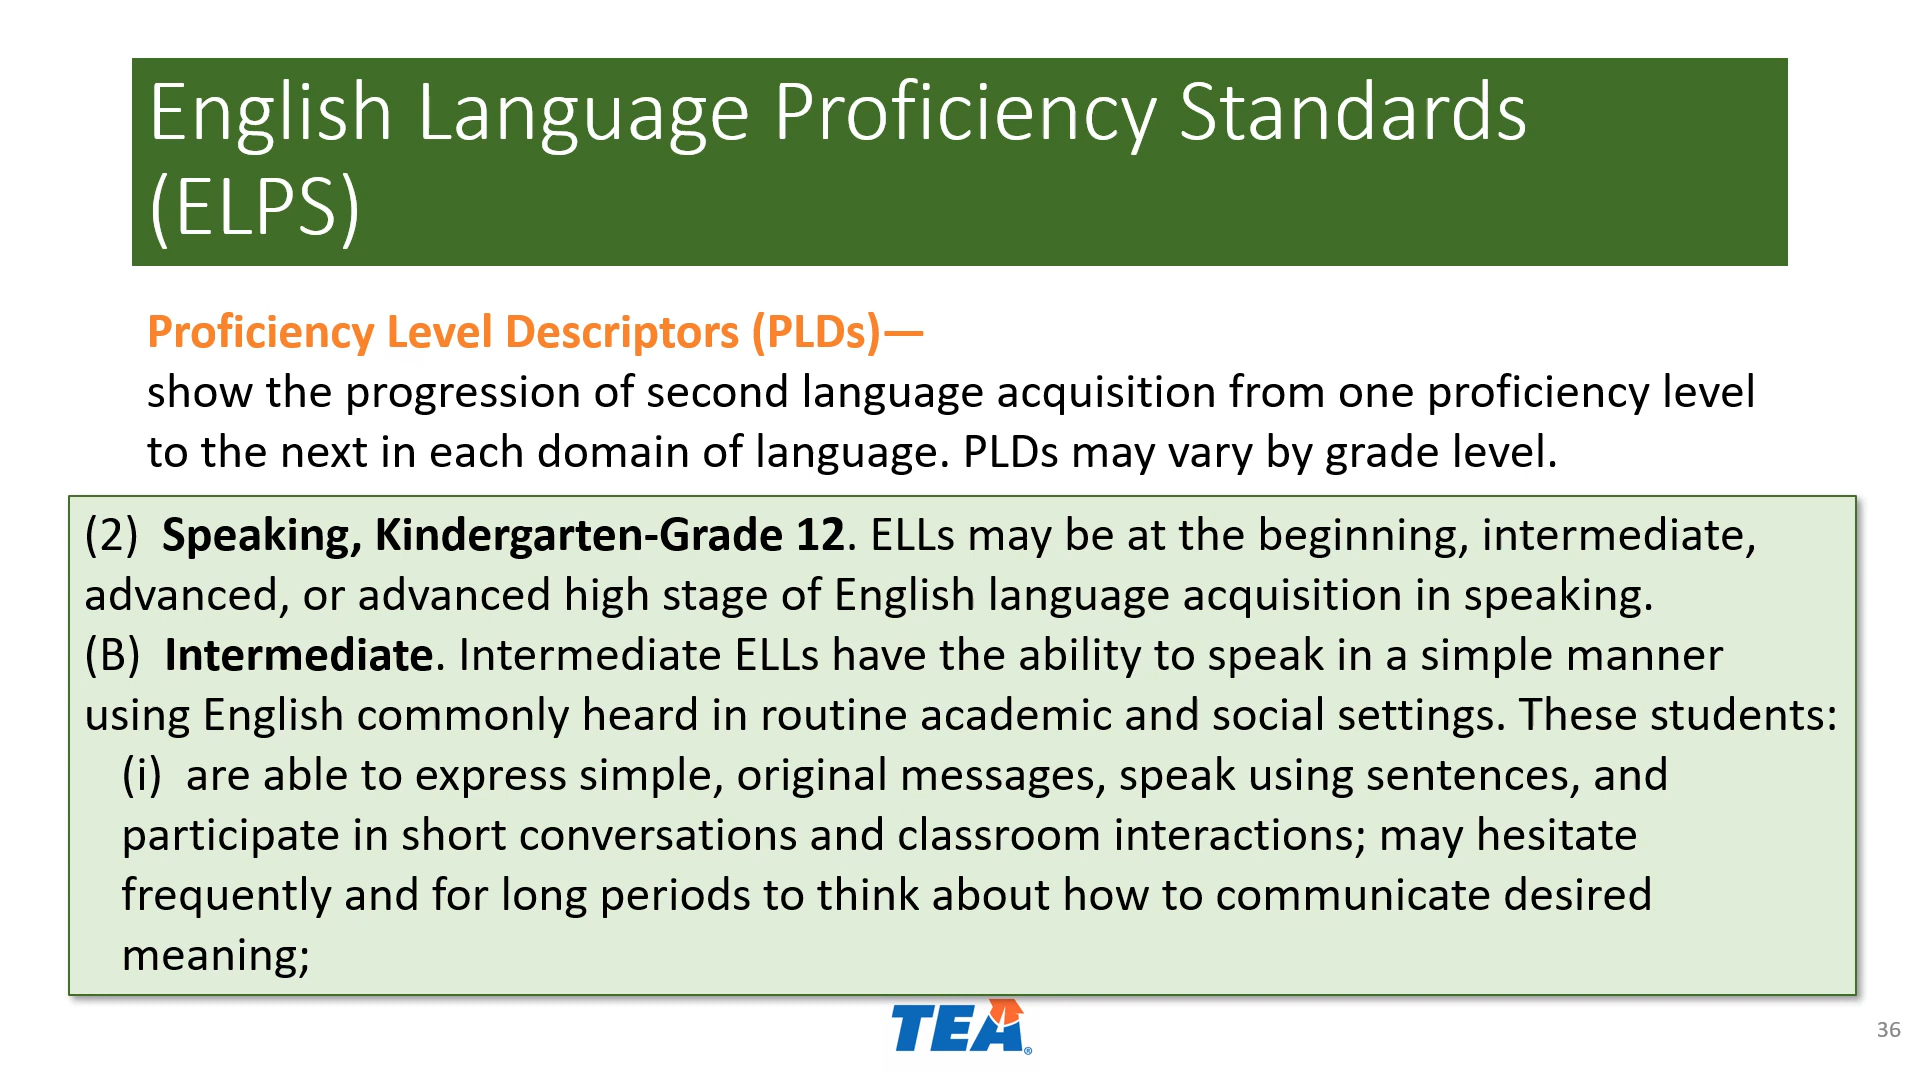 English Language Proficiency Standards
(ELPS)
Proficiency Level Descriptors (PLDs)—
show the progression of second language acquisition from one proficiency level
to the next in each domain of language. PLDs may vary by grade level.
(2)  Speaking, Kindergarten-Grade 12. ELLs may be at the beginning, intermediate,
advanced, or advanced high stage of English language acquisition in speaking.
(B)  Intermediate. Intermediate ELLs have the ability to speak in a simple manner
using English commonly heard in routine academic and social settings. These students:
(i)  are able to express simple, original messages, speak using sentences, and
participate in short conversations and classroom interactions; may hesitate
frequently and for long periods to think about how to communicate desired
meaning;
TEA®
36